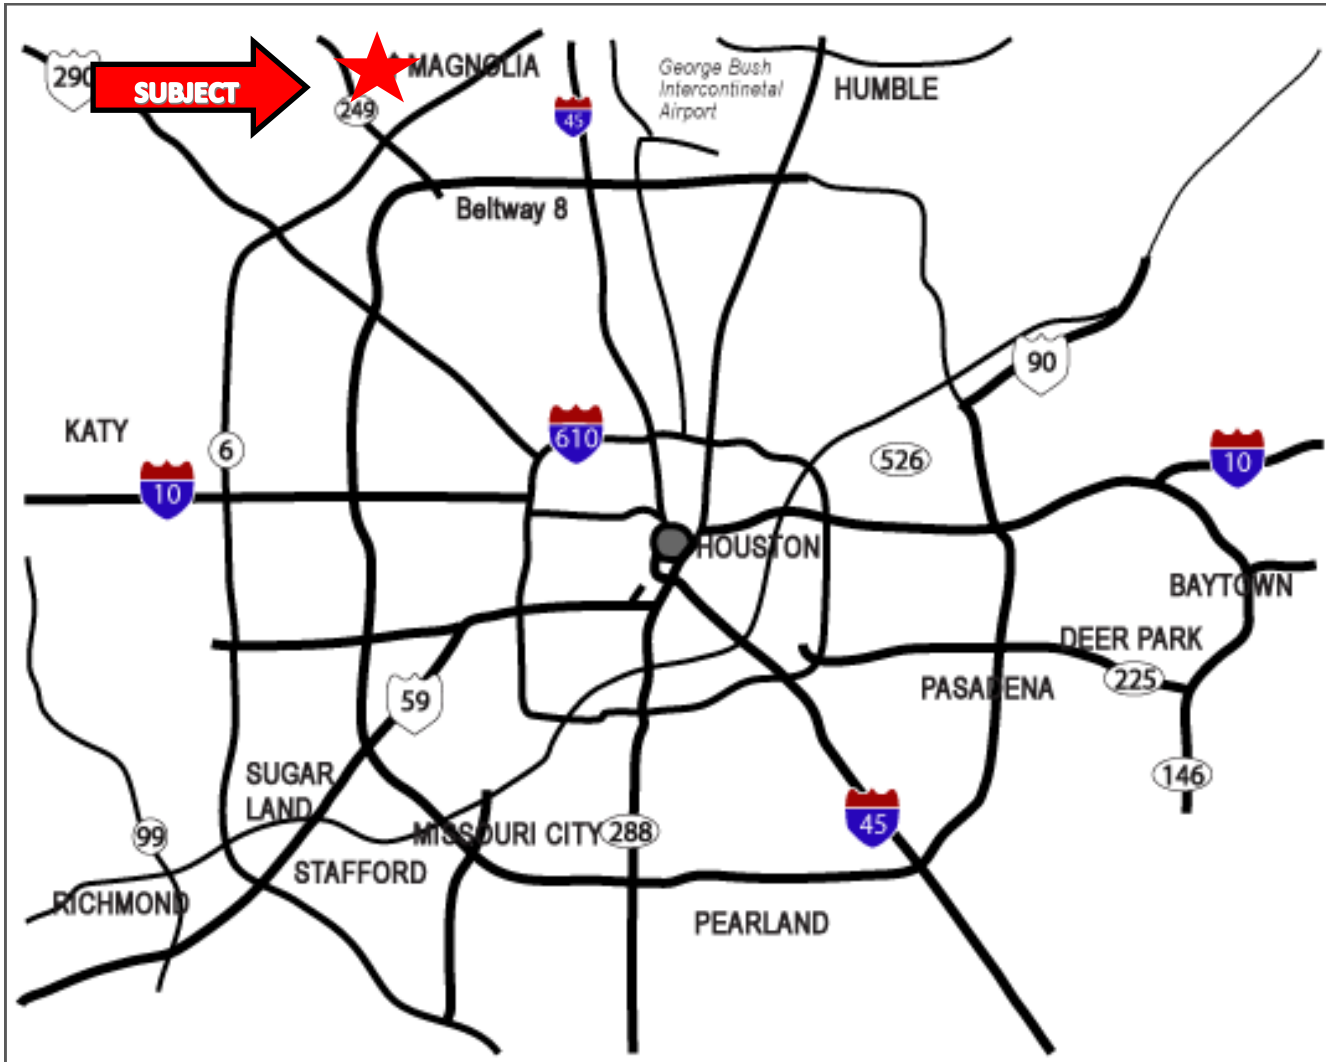 290
SUBJECT
249
MAGNOLIA
45
George Bush
Intercontinetal
Airport
HUMBLE
Beltway 8
90
KATY
6
610
526
10
10
HOUSTON
BAYTOWN
DEER PARK
225
PASADENA
59
146
SUGAR
LAND
99
MISSOURI CITY
288
45
STAFFORD
RICHMOND
PEARLAND